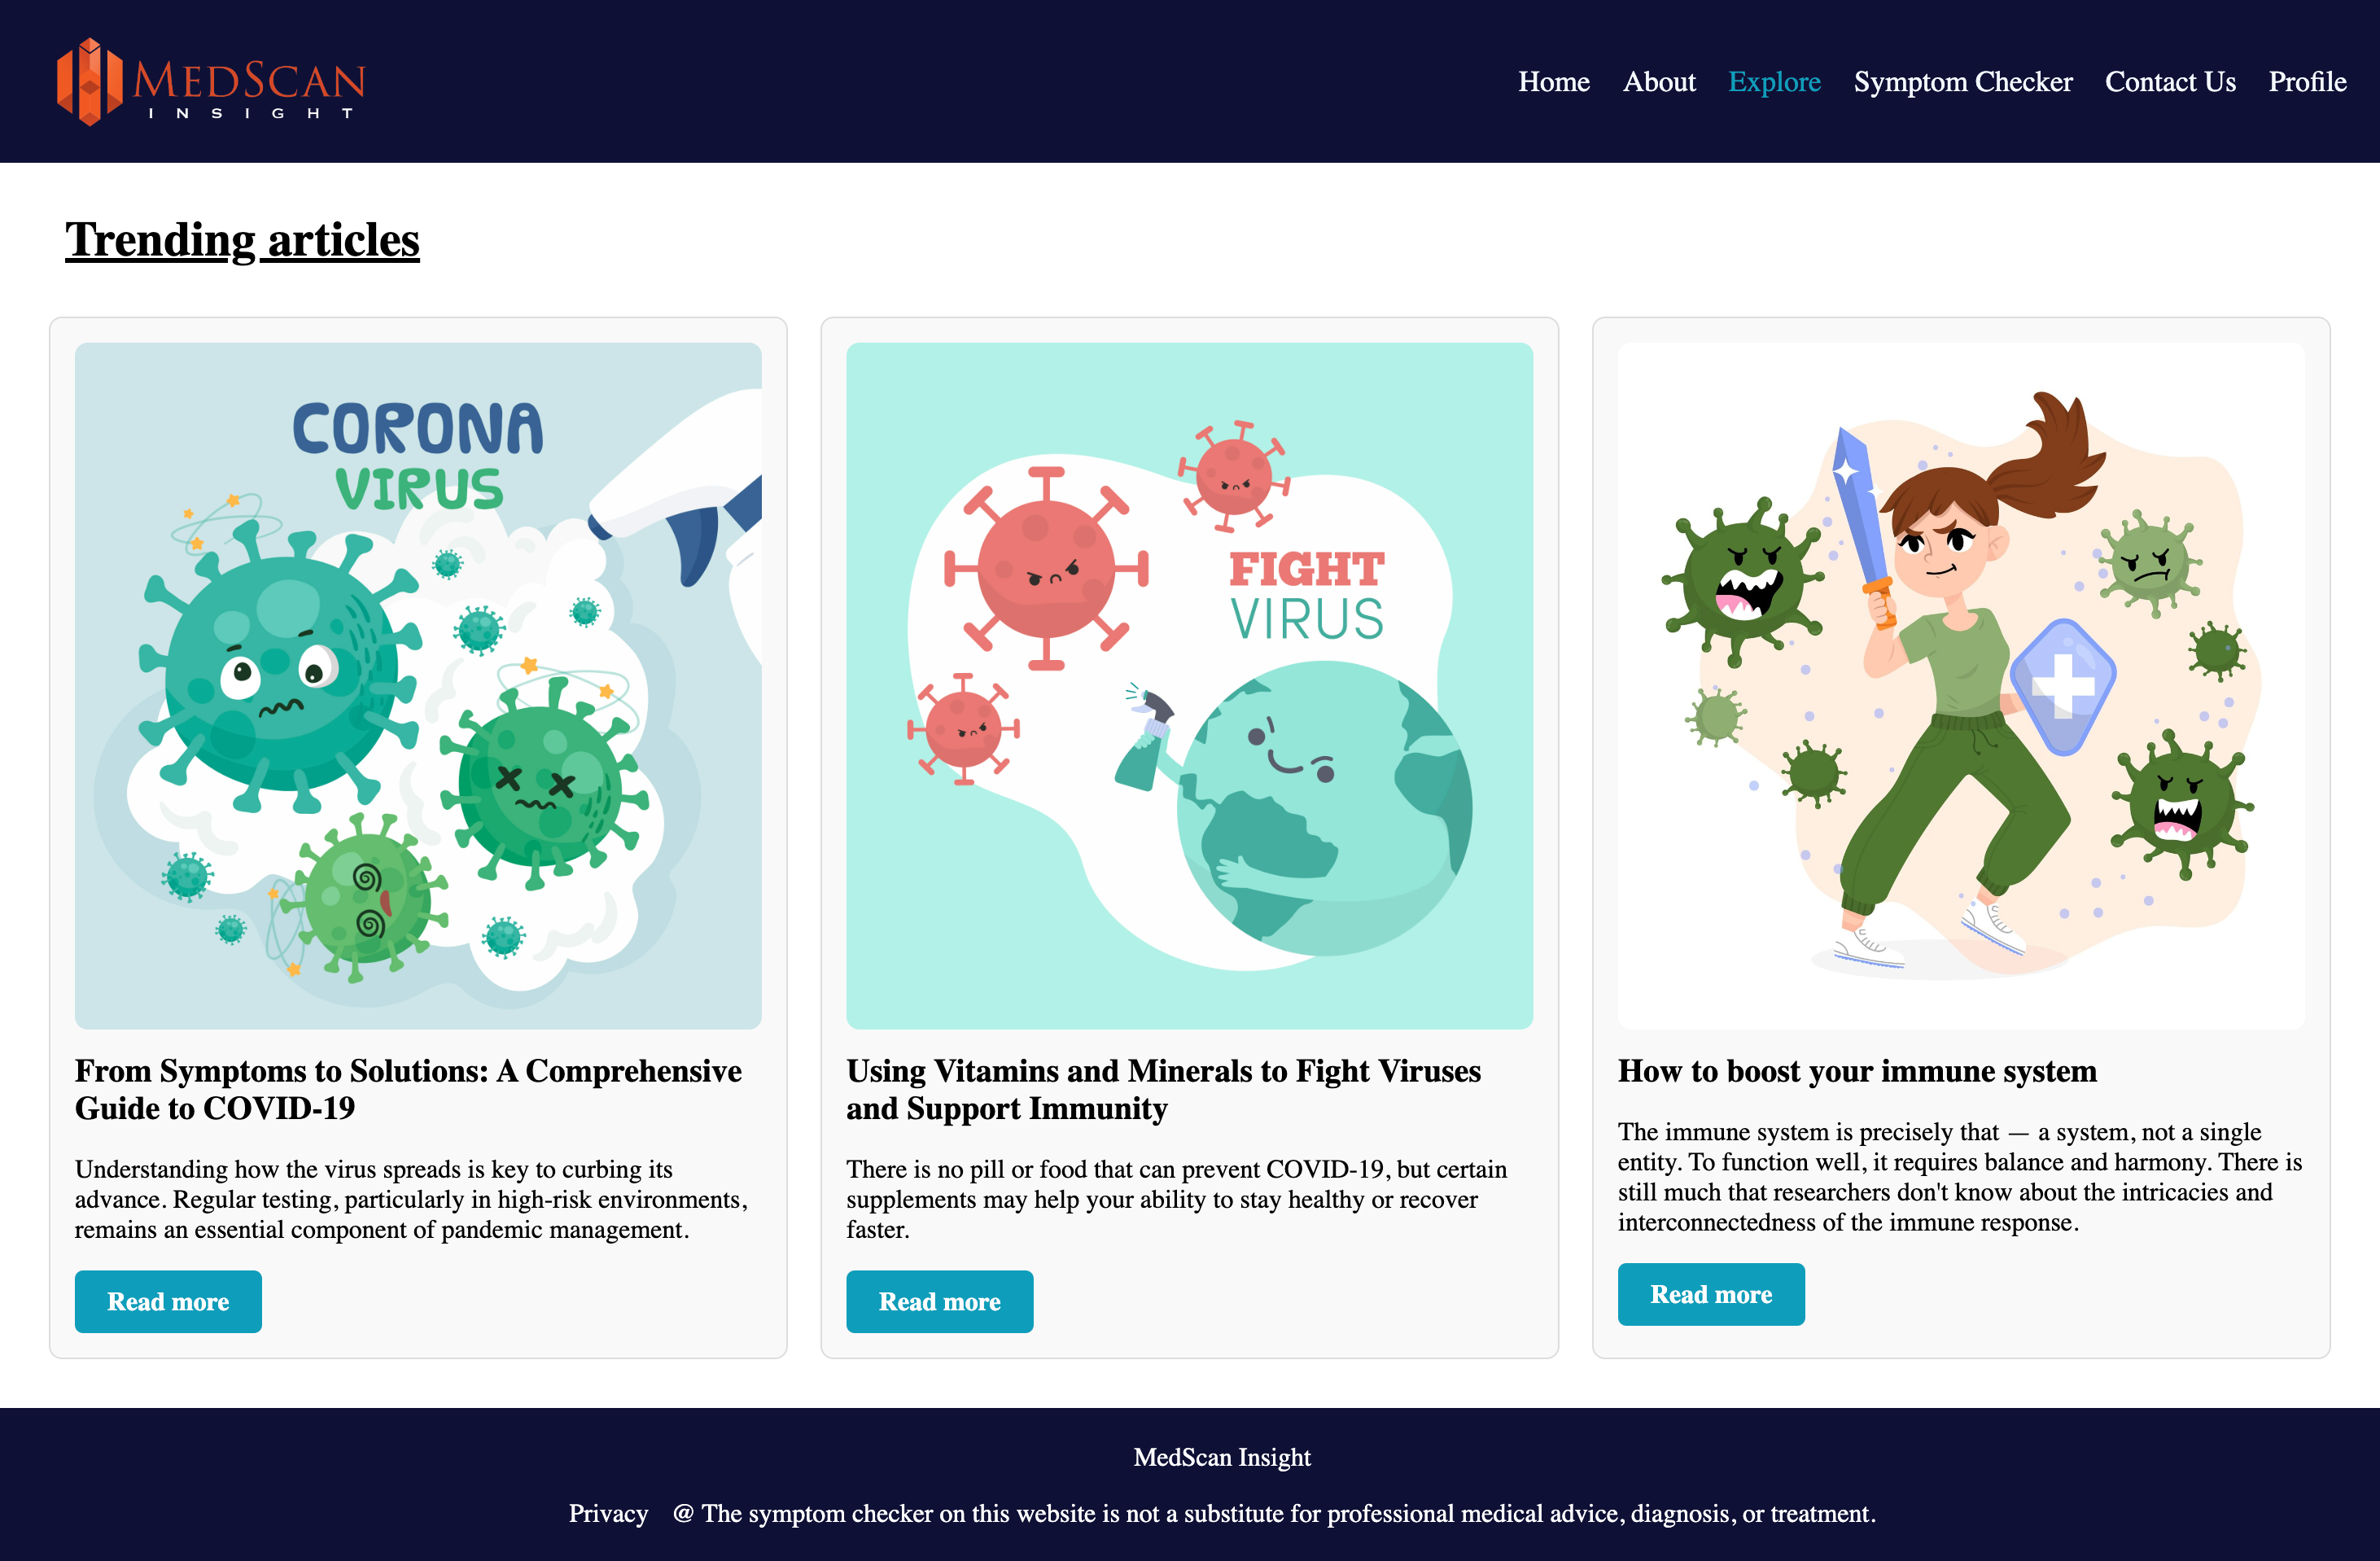 MEDSCAN
INSIGHT
Home About Explore Symptom Checker Contact Us Profile
Trending articles
CORONA
VIRUS
FIGHT
VIRUS
From Symptoms to Solutions: A Comprehensive
Guide to COVID-19
Understanding how the virus spreads is key to curbing its
advance. Regular testing, particularly in high-risk environments,
remains an essential component of pandemic management.
Read more
Using Vitamins and Minerals to Fight Viruses
and Support Immunity
There is no pill or food that can prevent COVID-19, but certain
supplements may help your ability to stay healthy or recover
faster.
Read more
How to boost your immune system
The immune system is precisely that — a system, not a single
entity. To function well, it requires balance and harmony. There is
still much that researchers don't know about the intricacies and
interconnectedness of the immune response.
Read more
MedScan Insight
Privacy @ The symptom checker on this website is not a substitute for professional medical advice, diagnosis, or treatment.